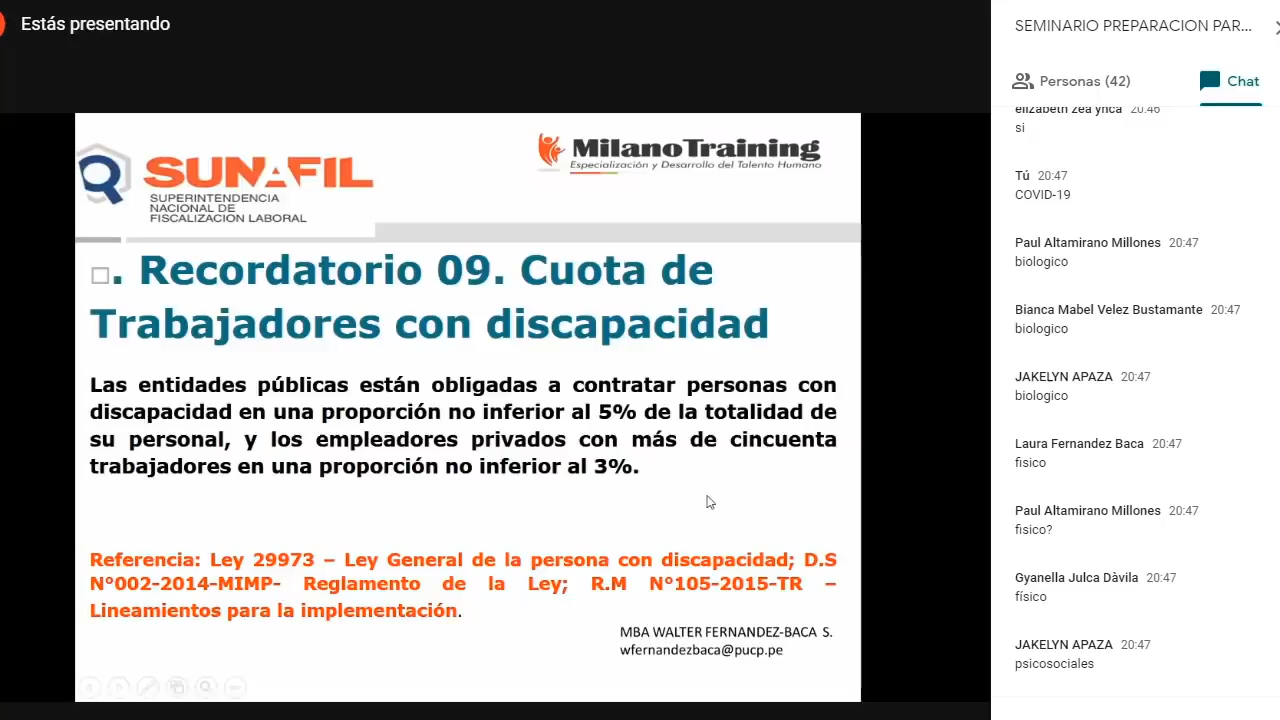 Estás presentando
SUNAFIL
SUPERINTENDENCIA
NACIONAL DE
FISCALIZACIÓN LABORAL
MilanoTraining
Especialización y Desarrollo del Talento Humano
. Recordatorio 09. Cuota de
Trabajadores con discapacidad
Las entidades públicas están obligadas a contratar personas con
discapacidad en una proporción no inferior al 5% de la totalidad de
su personal, y los empleadores privados con más de cincuenta
trabajadores en una proporción no inferior al 3%.
Referencia: Ley 29973 – Ley General de la persona con discapacidad; D.S
N°002-2014-MIMP- Reglamento de la Ley; R.M N°105-2015-TR –
Lineamientos para la implementación.
MBA WALTER FERNANDEZ-BACA S.
wfernandezbaca@pucp.pe
SEMINARIO PREPARACION PAR...
Personas (42)
Chat
elizabeth zea ynca 20:46
si
Tú 20:47
COVID-19
Paul Altamirano Millones 20:47
biologico
Bianca Mabel Velez Bustamante 20:47
biologico
JAKELYN APAZA 20:47
biologico
Laura Fernandez Baca 20:47
fisico
Paul Altamirano Millones 20:47
fisico?
Gyanella Julca Dàvila 20:47
físico
JAKELYN APAZA 20:47
psicosociales